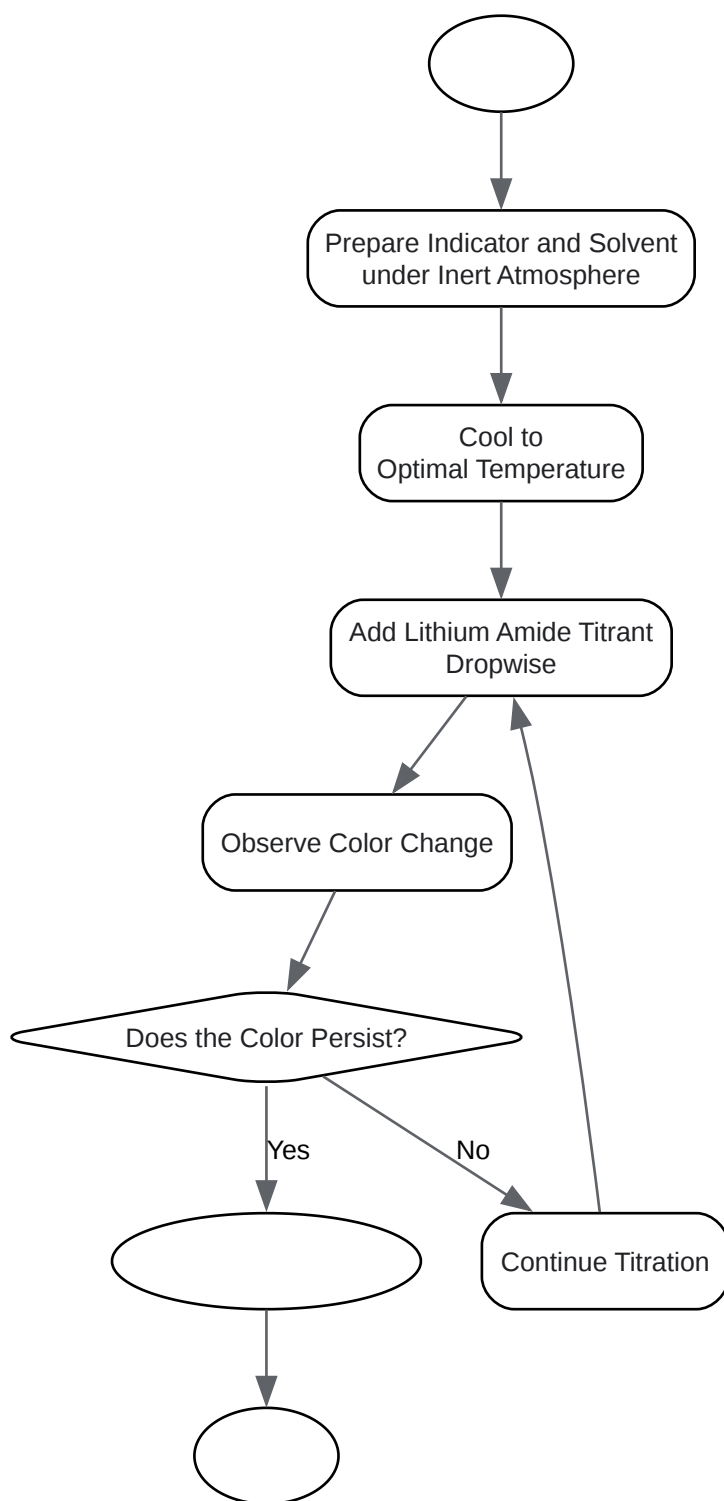 Prepare Indicator and Solvent
under Inert Atmosphere
Cool to
Optimal Temperature
Add Lithium Amide Titrant
Dropwise
Observe Color Change
Does the Color Persist?
Yes
No
Continue Titration